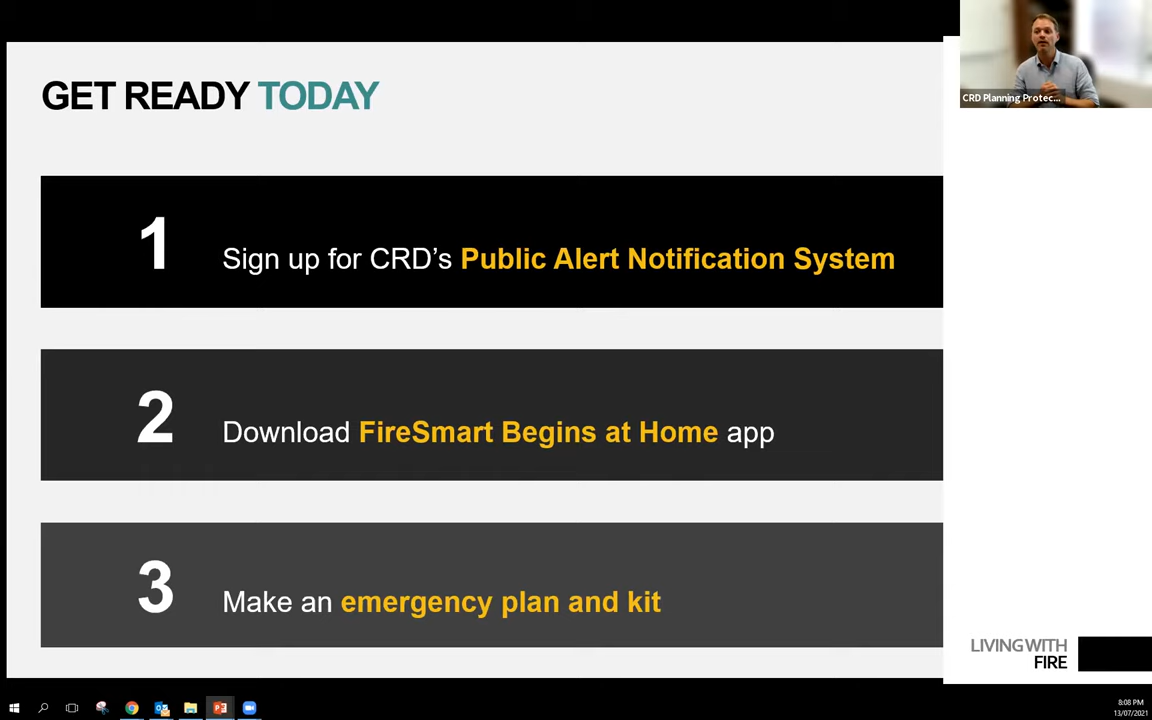 GET READY TODAY
CRD Planning Protec...
1
Sign up for CRD’s Public Alert Notification System
2
Download FireSmart Begins at Home app
3
Make an emergency plan and kit
LIVING WITH
FIRE
8:08 PM
13/07/2021